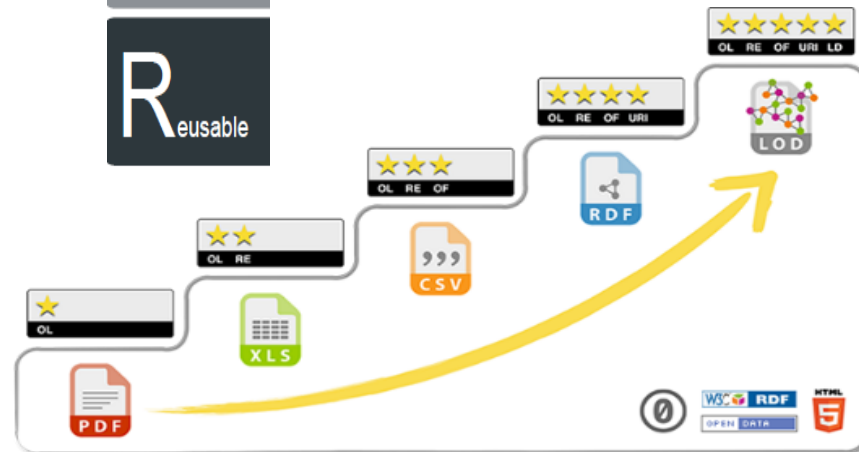 Reusable
OL RE OF URI LD
LOD
OL RE OF URI
RDF
OL RE OF
CSV
OL RE
XLS
OL
PDF
0
W3C RDF
OPEN DATA
HTML
5